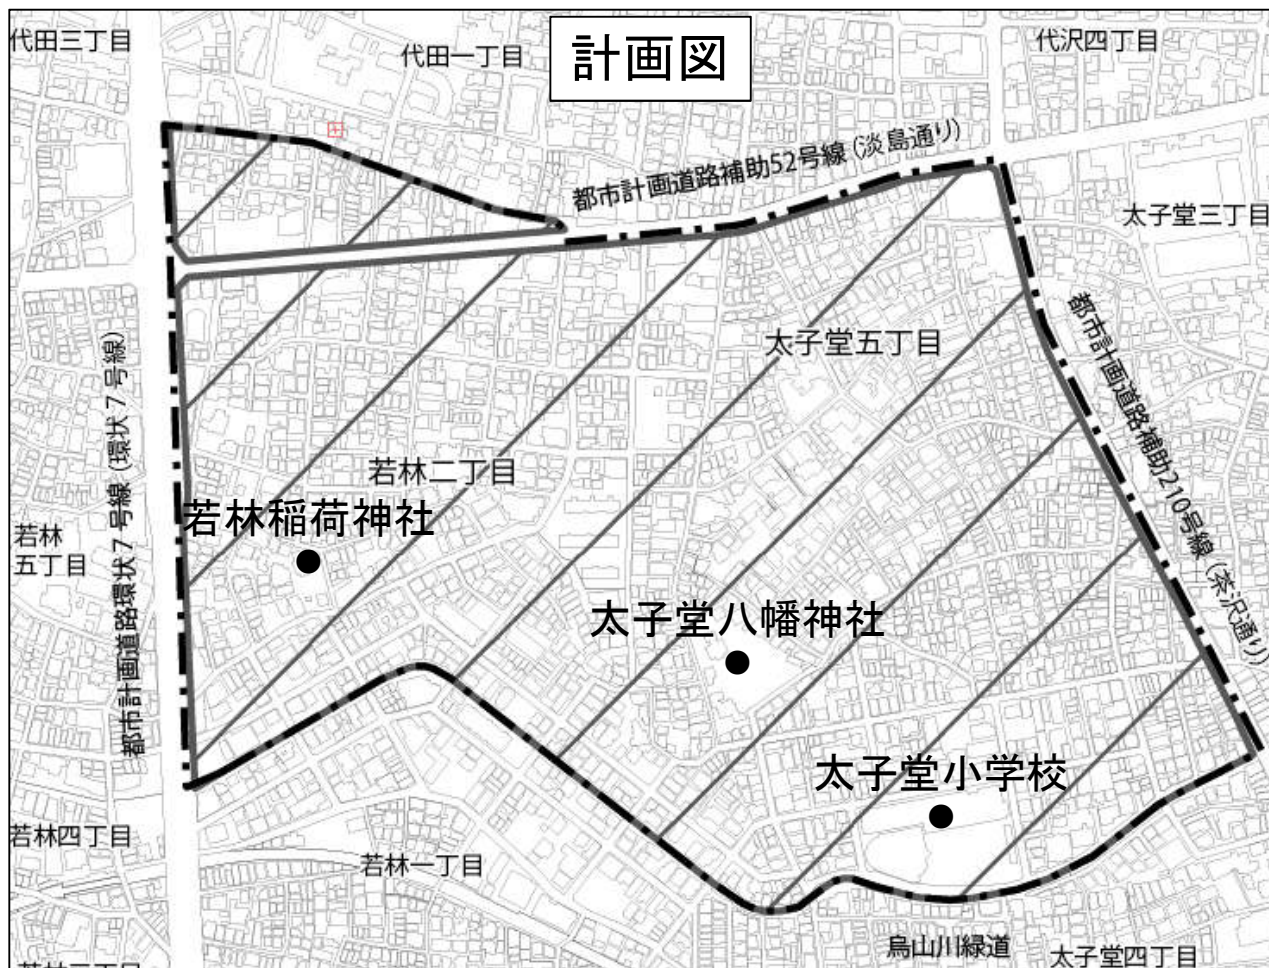 計画図
代田三丁目
代田一丁目
代沢四丁目
都市計画道路補助52号線（淡島通り）
太子堂三丁目
太子堂五丁目
都市計画道路補助210号線（茶沢通り）
都市計画道路環状7号線（環状7号線）
若林二丁目
若林稲荷神社
若林
五丁目
太子堂八幡神社
太子堂小学校
若林四丁目
若林一丁目
烏山川緑道
太子堂四丁目